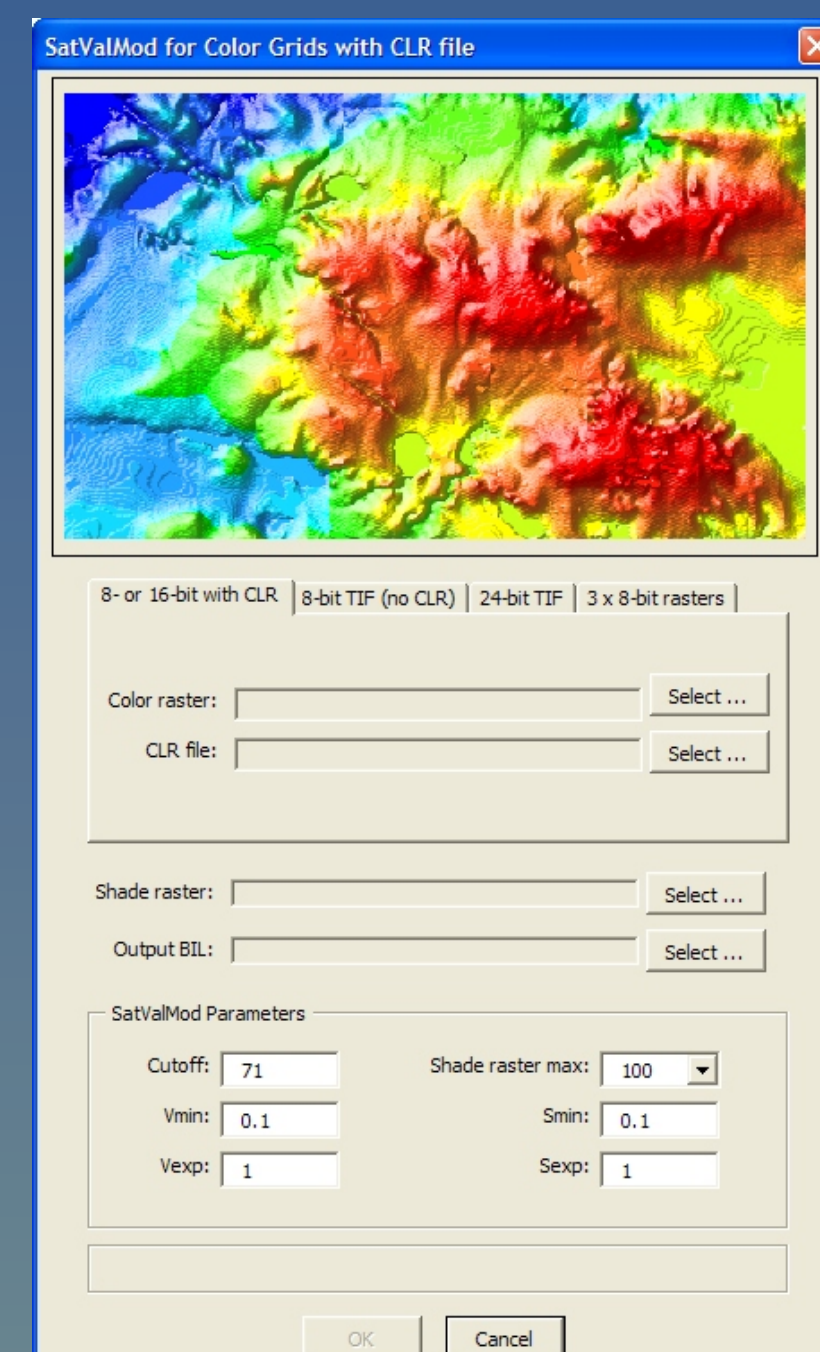 SatValMod for Color Grids with CLR file
8- or 16-bit with CLR 8-bit TIF (no CLR) 24-bit TIF 3 x 8-bit rasters
Color raster: Select ...
CLR file: Select ...
Shade raster: Select ...
Output BIL: Select ...
SatValMod Parameters
Cutoff: 71 Shade raster max: 100
Vmin: 0.1 Smin: 0.1
Vexp: 1 Sexp: 1
OK Cancel